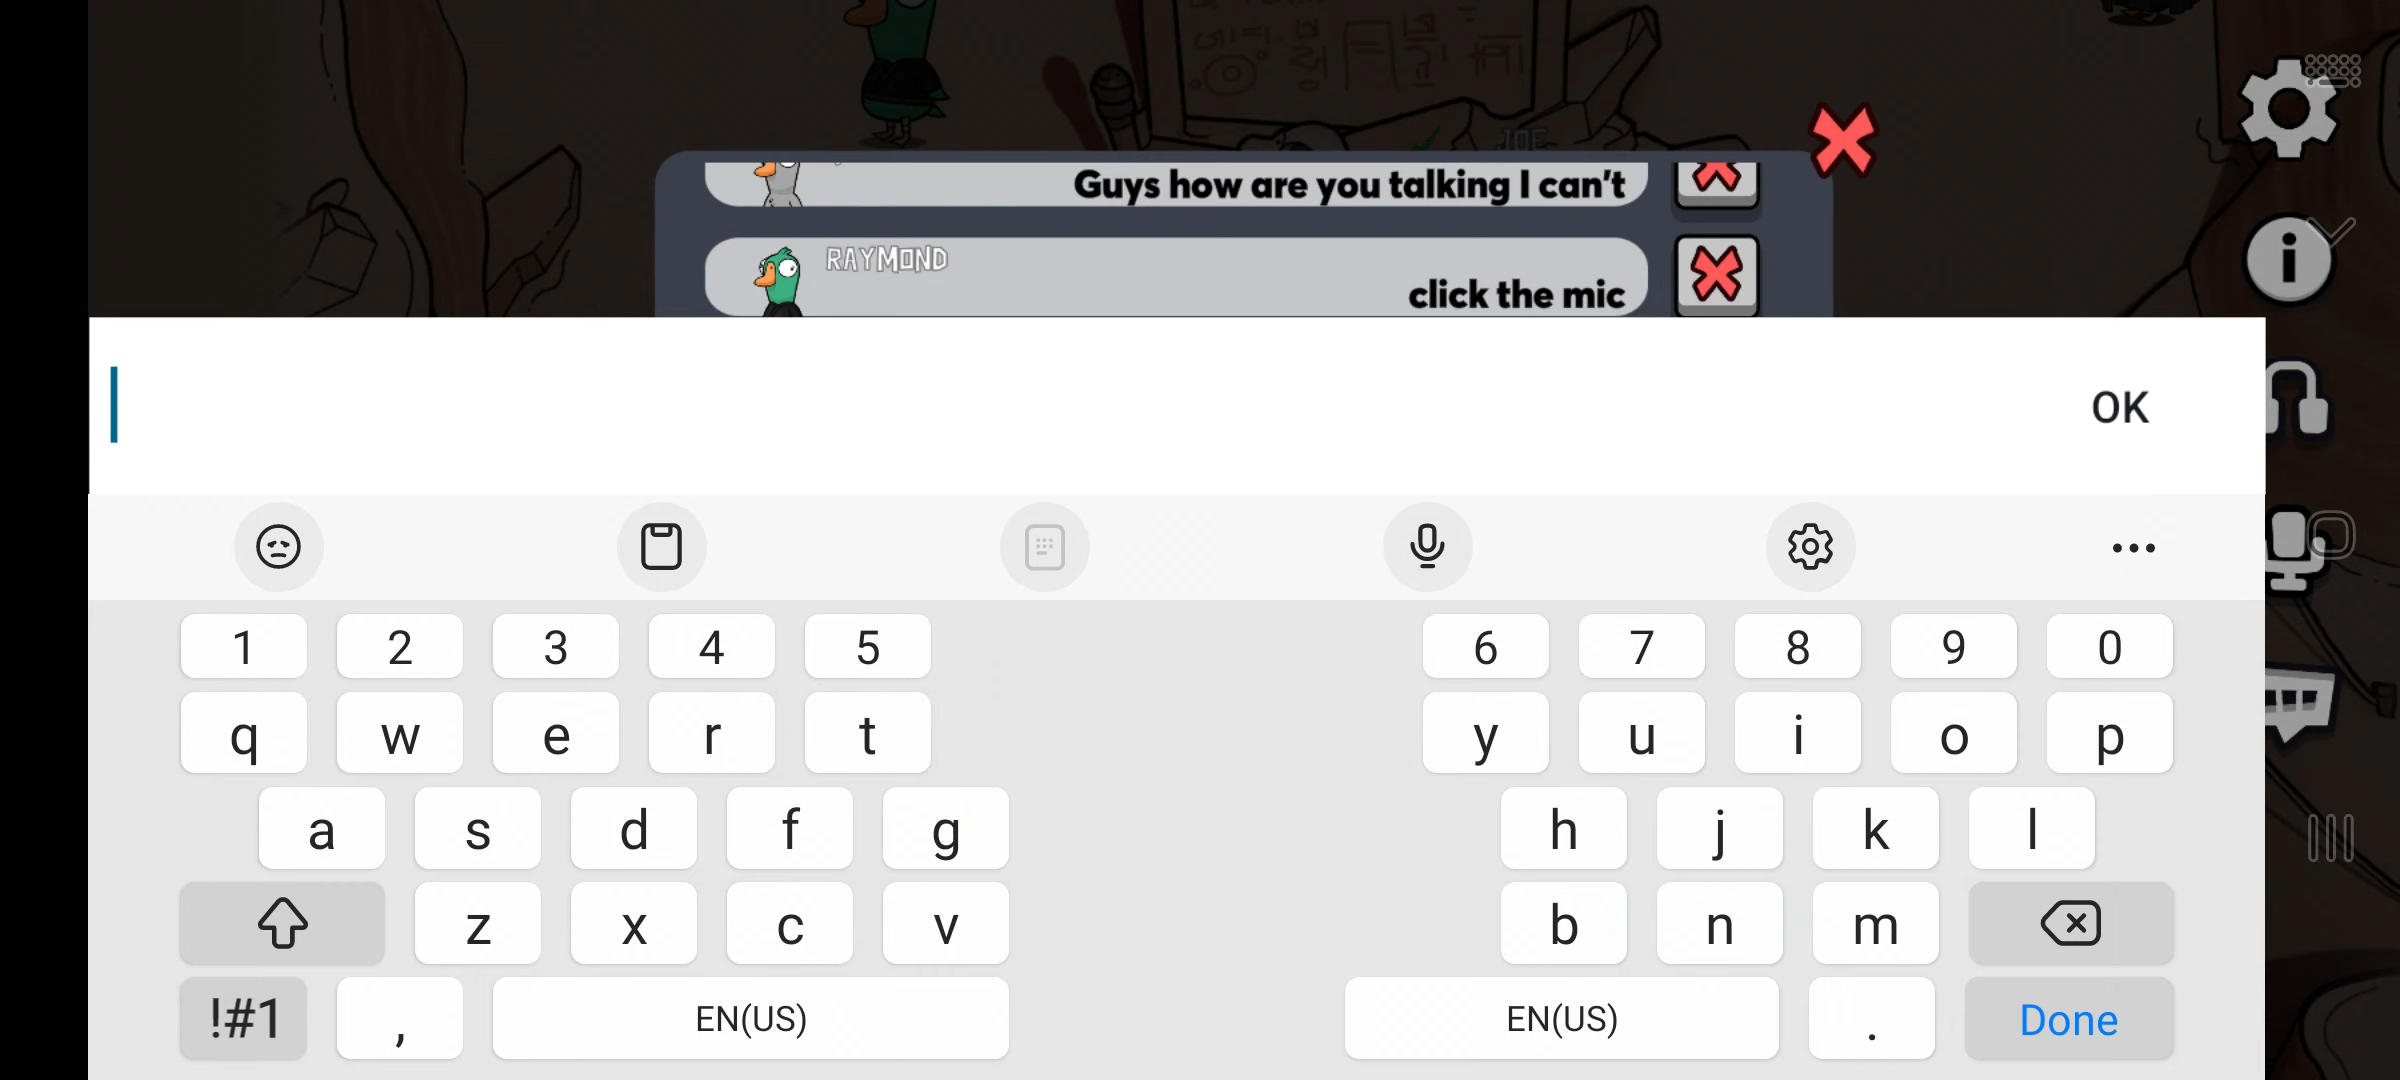 JOE
Guys how are you talking I can't
RAYMOND
click the mic
OK
1 2 3 4 5 6 7 8 9 0
q w e r t y u i o p
a s d f g h j k l
z x c v b n m
!#1 , EN(US) EN(US) . Done